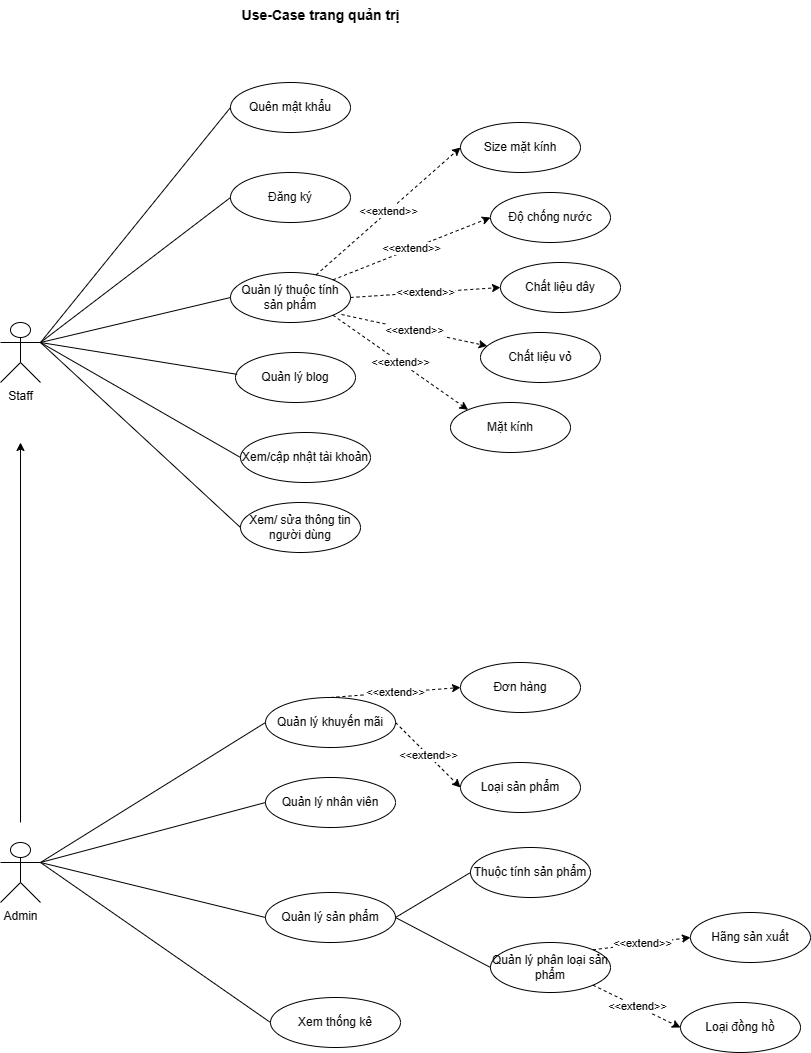 Use-Case trang quản trị
Quên mật khẩu
Size mặt kính
Đăng ký
<<extend>>
Độ chống nước
<<extend>>
Quản lý thuộc tính
sản phẩm
<<extend>>
Chất liệu dây
<<extend>>
Chất liệu vỏ
<<extend>>
Staff
Quản lý blog
Mặt kính
Xem/cập nhật tài khoản
Xem/ sửa thông tin
người dùng
<<extend>>
Đơn hàng
Quản lý khuyến mãi
<<extend>>
Loại sản phẩm
Quản lý nhân viên
Thuộc tính sản phẩm
Admin
Quản lý sản phẩm
<<extend>>
Hãng sản xuất
Quản lý phân loại sản
phẩm
<<extend>>
Xem thống kê
Loại đồng hồ